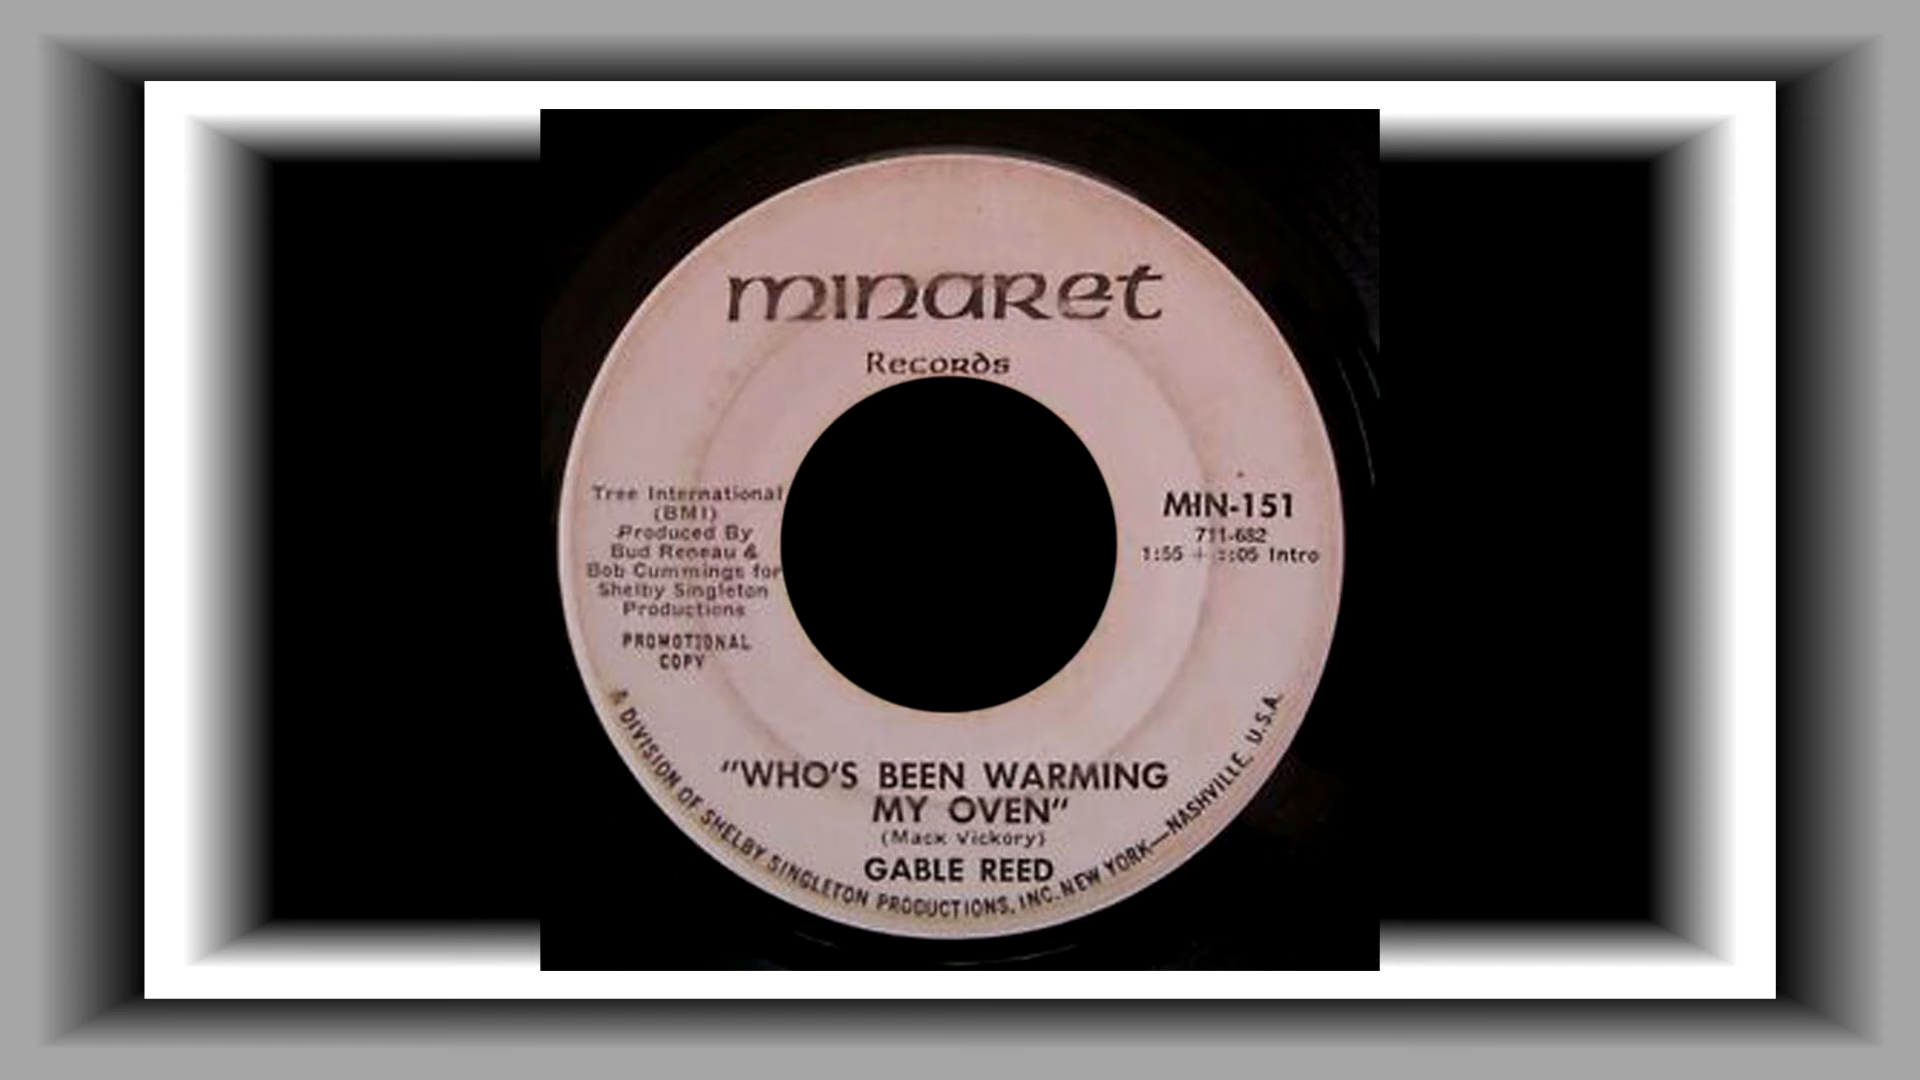 minaret
Records
Tree International
(BMI)
Produced By
Bud Reneau &
Bob Cummings for
Shelby Singleton
Productions
PROMOTIONAL
COPY
MIN-151
711-682
1:55 + ::05 Intro
"WHO'S BEEN WARMING
MY OVEN"
(Mack Vickory)
GABLE REED
A DIVISION OF SHELBY SINGLETON PRODUCTIONS, INC. NEW YORK—NASHVILLE, U.S.A.